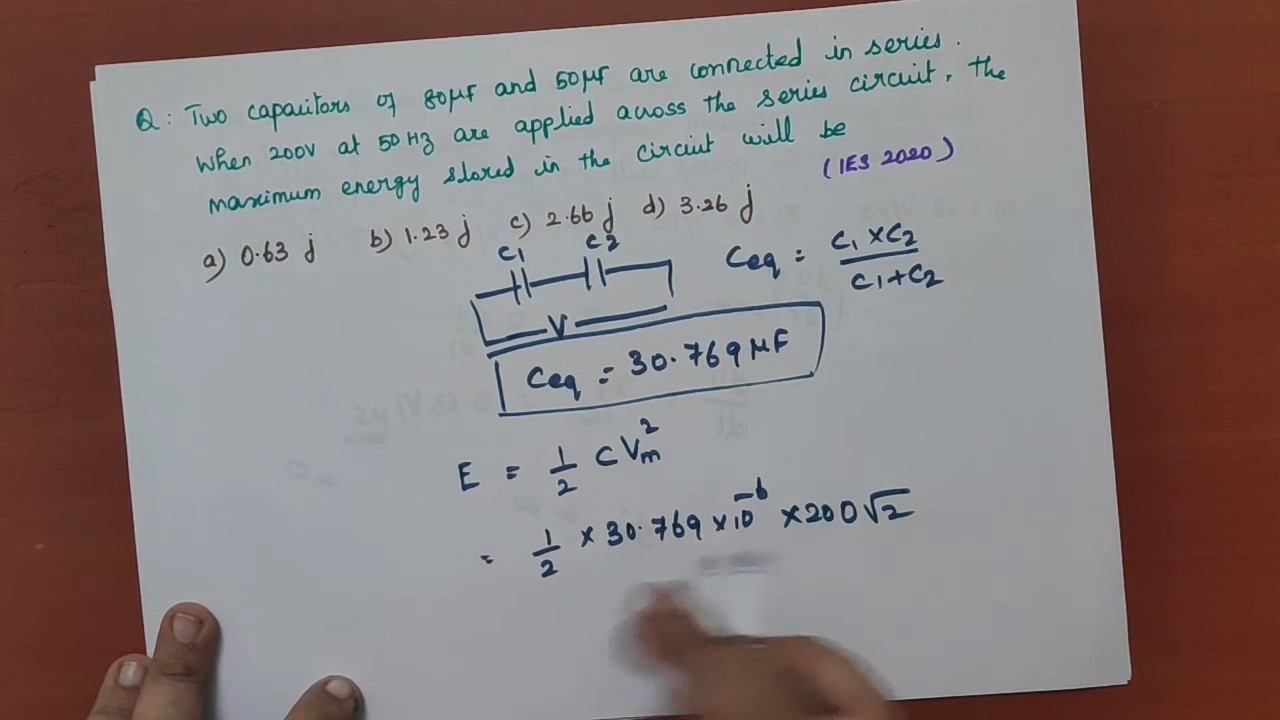 Q: Two capacitors of 80μF and 50μF are connected in series.
When 200V at 50Hz are applied across the series circuit, the
maximum energy stored in the circuit will be
(IES 2020)
a) 0.63 j b) 1.23 j c) 2.66 j d) 3.26 j
C1 C2
V
Ceq = C1 × C2 / C1 + C2
Ceq = 30.769 μF
E = 1/2 C Vm²
= 1/2 × 30.769 × 10⁻⁶ × 200√2